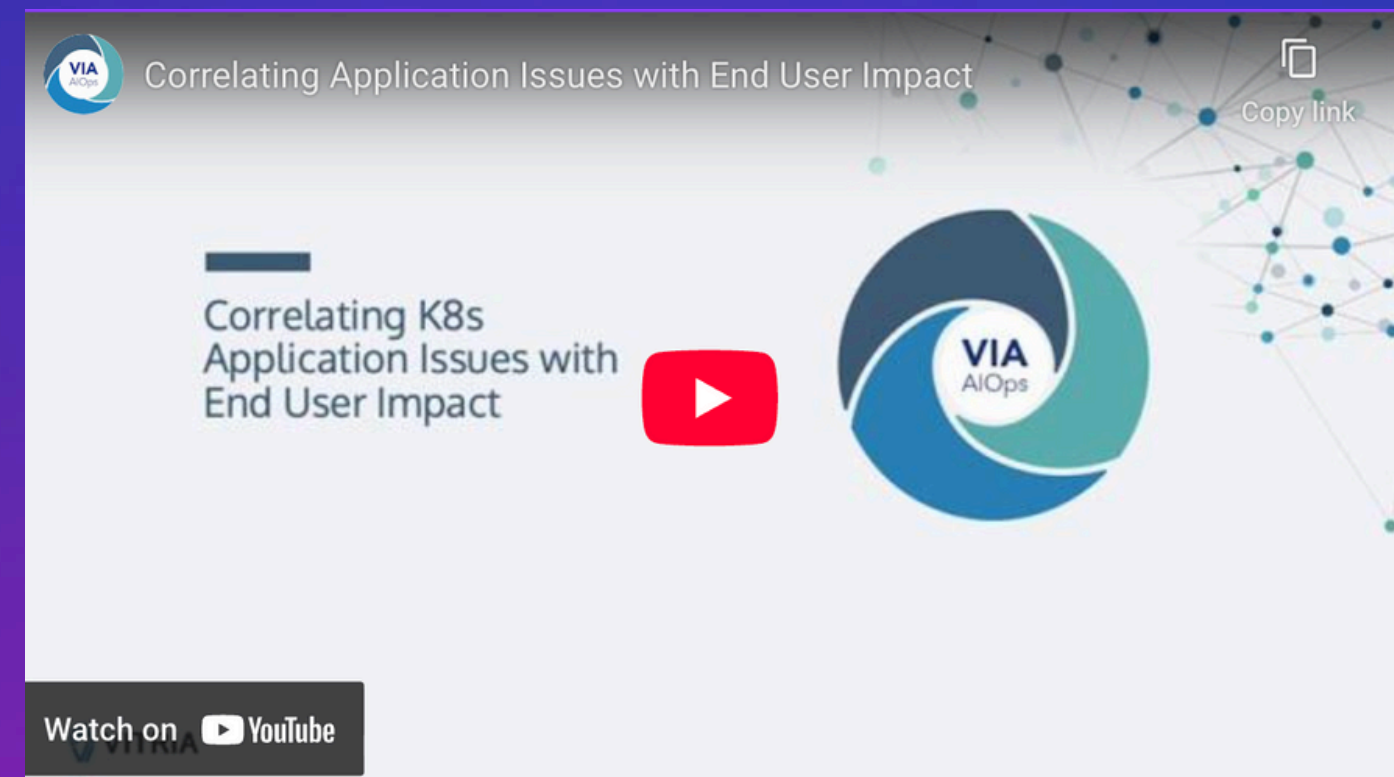 VIA
AIOps
Correlating Application Issues with End User Impact
Copy link
Correlating K8s
Application Issues with
End User Impact
VIA
AIOps
Watch on YouTube
VITRIA